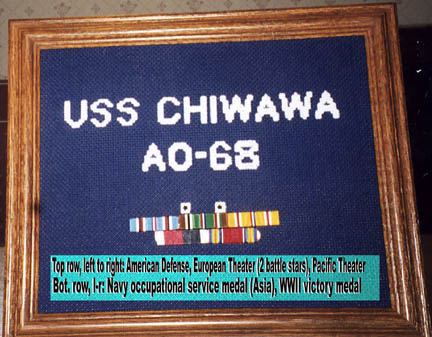 USS CHIWAWA
AO-68
Top row, left to right: American Defense, European Theater (2 battle stars), Pacific Theater
Bot. row, l-r: Navy occupational service medal (Asia), WWII victory medal